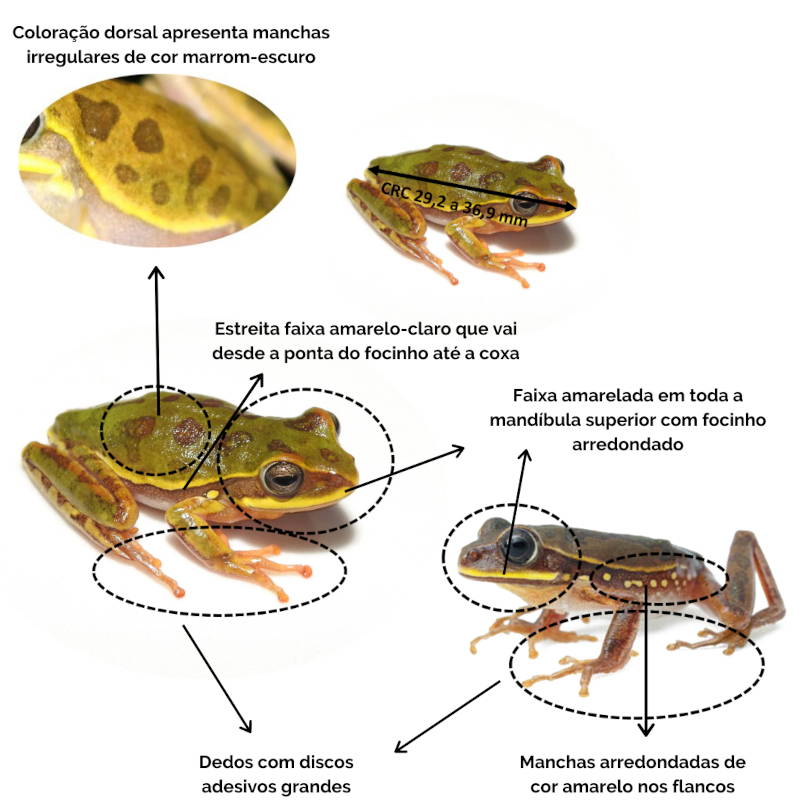 Coloração dorsal apresenta manchas
irregulares de cor marrom-escuro
CRC 29,2 a 36,9 mm
Estreita faixa amarelo-claro que vai
desde a ponta do focinho até a coxa
Faixa amarelada em toda a
mandíbula superior com focinho
arredondado
Dedos com discos
adesivos grandes
Manchas arredondadas de
cor amarelo nos flancos